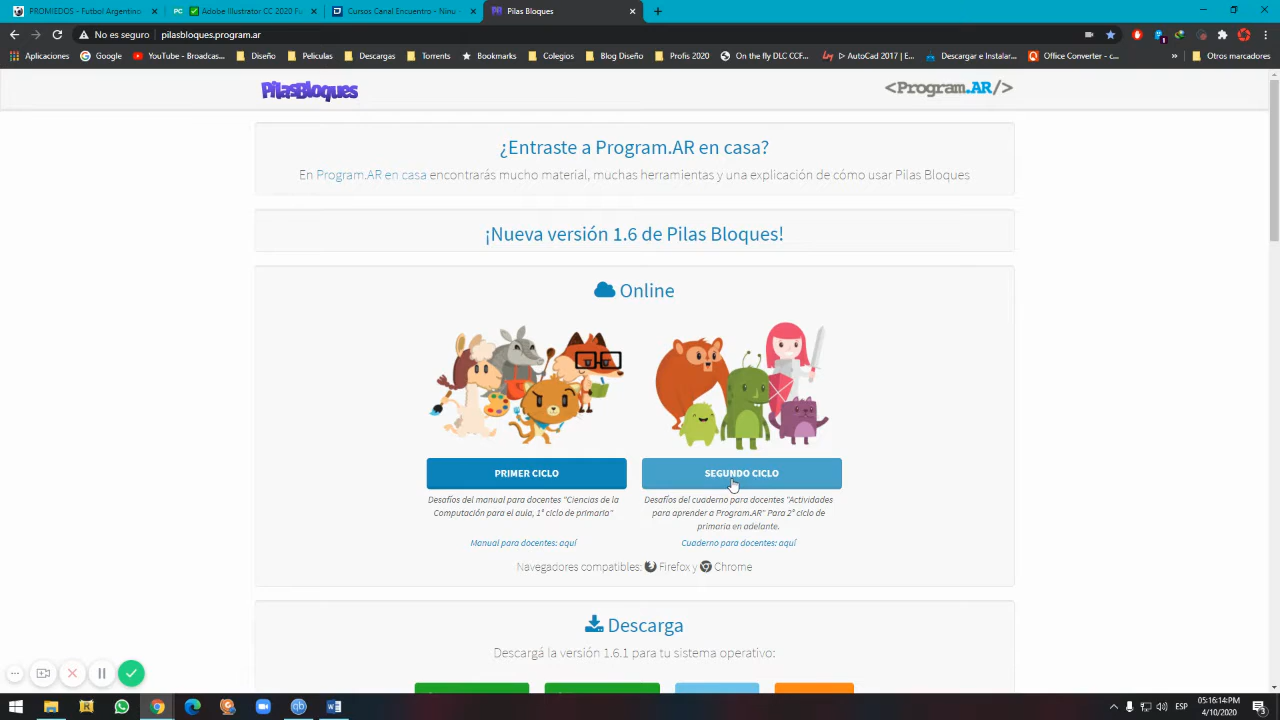 PROMIEDOS - Futbol Argentino
Adobe Illustrator CC 2020 Fu
Cursos Canal Encuentro - Ninu -
Pilas Bloques
No es seguro | pilasbloques.program.ar
Aplicaciones
Google
YouTube - Broadcas...
Diseño
Peliculas
Descargas
Torrents
Bookmarks
Colegios
Blog Diseño
Profis 2020
On the fly DLC CCF...
AutoCAD 2017 | E...
Descargar e Instalar...
Office Converter - c...
»
Otros marcadores
PilasBloques
<Program.AR/>
¿Entraste a Program.AR en casa?
En Program.AR en casa encontrarás mucho material, muchas herramientas y una explicación de cómo usar Pilas Bloques
¡Nueva versión 1.6 de Pilas Bloques!
Online
PRIMER CICLO
Desafíos del manual para docentes "Ciencias de la
Computación para el aula, 1° ciclo de primaria"
Manual para docentes: aquí
SEGUNDO CICLO
Desafíos del cuaderno para docentes "Actividades
para aprender a Program.AR" Para 2° ciclo de
primaria en adelante.
Cuaderno para docentes: aquí
Navegadores compatibles: Firefox y Chrome
Descarga
Descargá la versión 1.6.1 para tu sistema operativo:
ESP
05:16:14 PM
4/10/2020